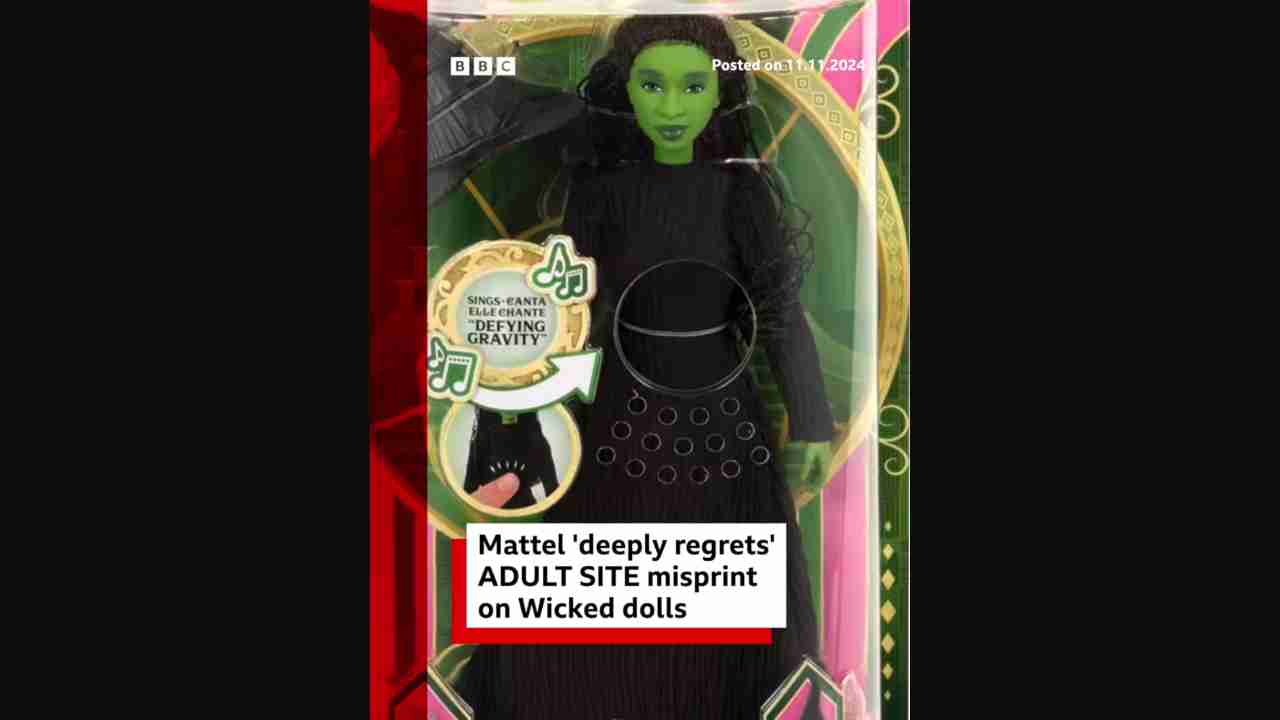 BBC
Posted on 11.11.2024
SINGS•CANTA
ELLE CHANTE
"DEFYING
GRAVITY"
Mattel 'deeply regrets'
ADULT SITE misprint
on Wicked dolls